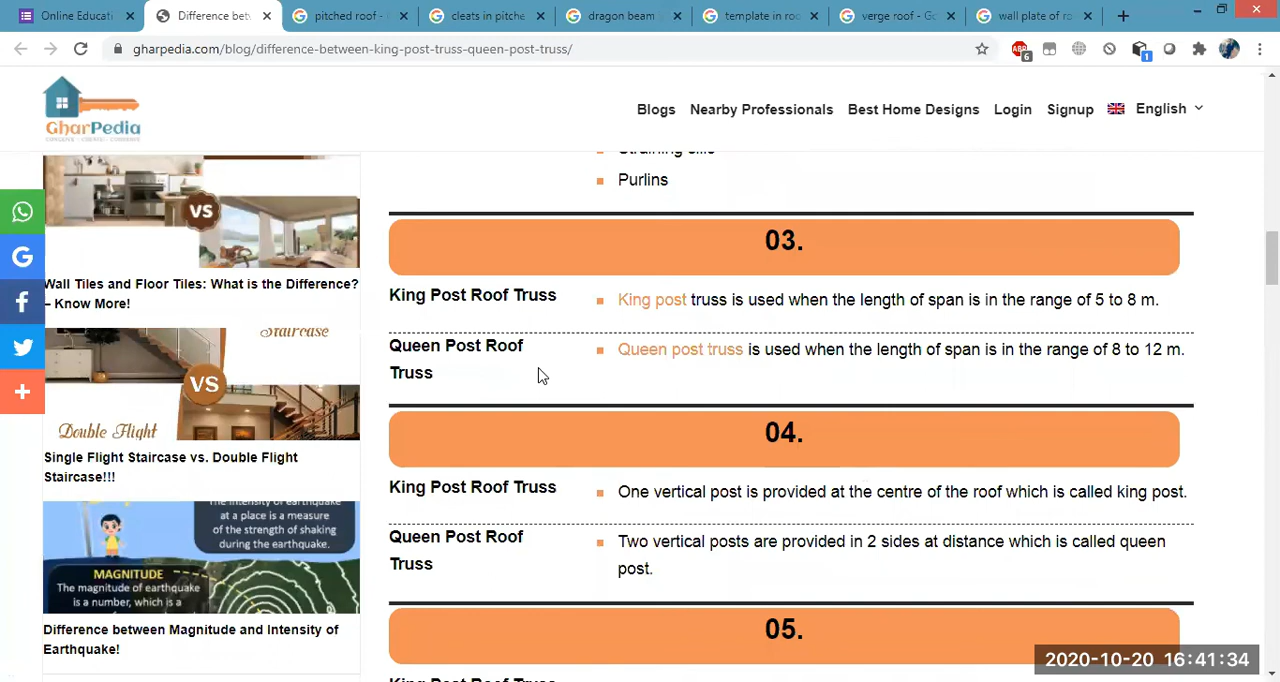 Online Educati
Difference betw
pitched roof - G
cleats in pitche
dragon beam
template in roo
verge roof - Go
wall plate of ro
gharpedia.com/blog/difference-between-king-post-truss-queen-post-truss/
ABP
6
1
GharPedia
Blogs
Nearby Professionals
Best Home Designs
Login
Signup
English
Purlins
VS
03.
Wall Tiles and Floor Tiles: What is the Difference?
– Know More!
King Post Roof Truss
King post truss is used when the length of span is in the range of 5 to 8 m.
Queen Post Roof
Truss
Queen post truss is used when the length of span is in the range of 8 to 12 m.
Staircase
VS
Double Flight
04.
Single Flight Staircase vs. Double Flight
Staircase!!!
King Post Roof Truss
One vertical post is provided at the centre of the roof which is called king post.
Queen Post Roof
Truss
Two vertical posts are provided in 2 sides at distance which is called queen
post.
at a place is a measure
of the strength of shaking
during the earthquake.
MAGNITUDE
The magnitude of earthquake
is a number, which is a
05.
Difference between Magnitude and Intensity of
Earthquake!
2020-10-20 16:41:34